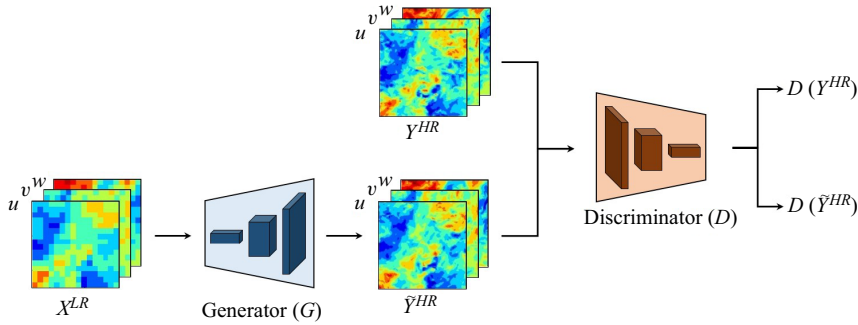 u v w
Y^{HR}
D (Y^{HR})
u v w
X^{LR}
Generator (G)
u v w
Ỹ^{HR}
Discriminator (D)
D (Ỹ^{HR})